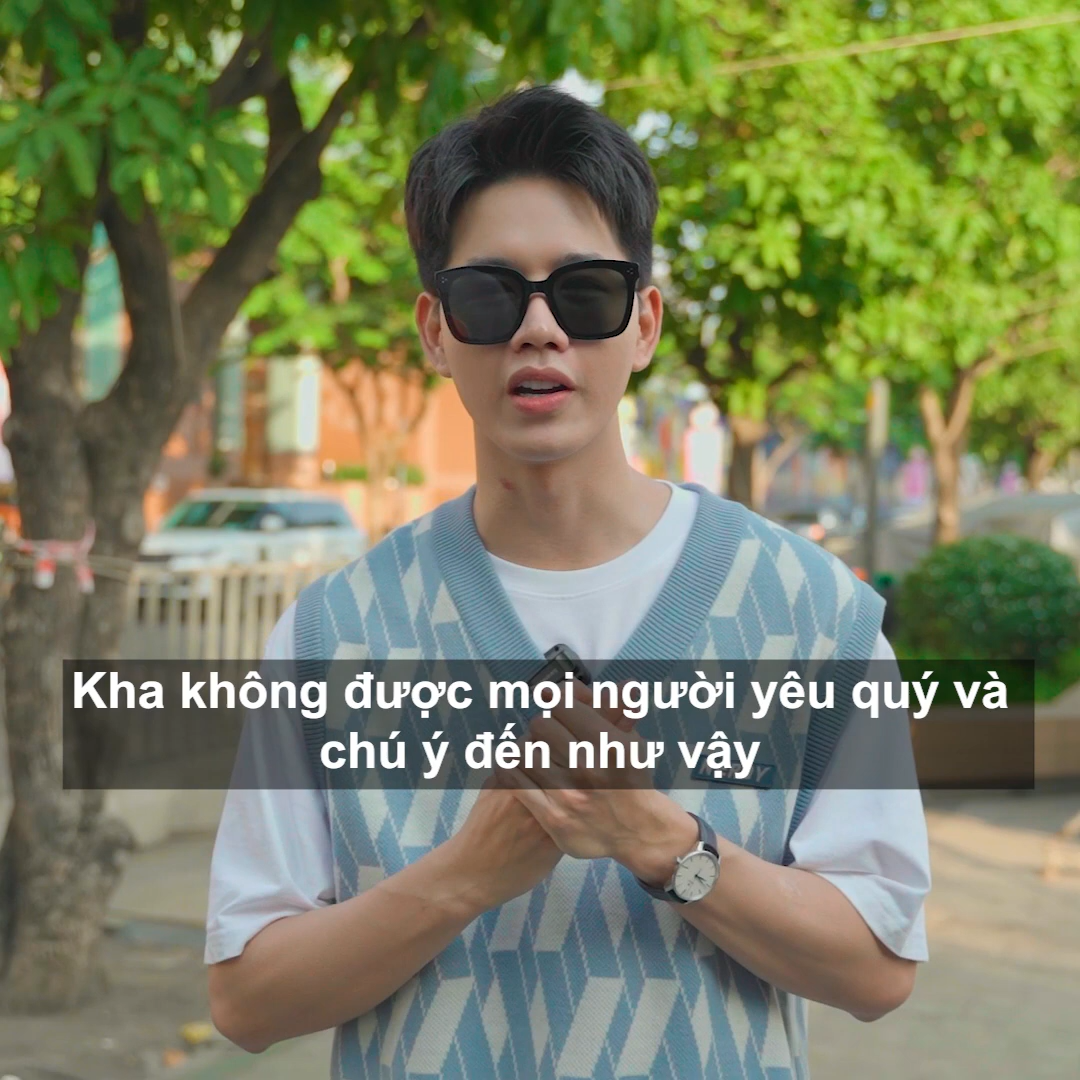 Kha không được mọi người yêu quý và
chú ý đến như vậy